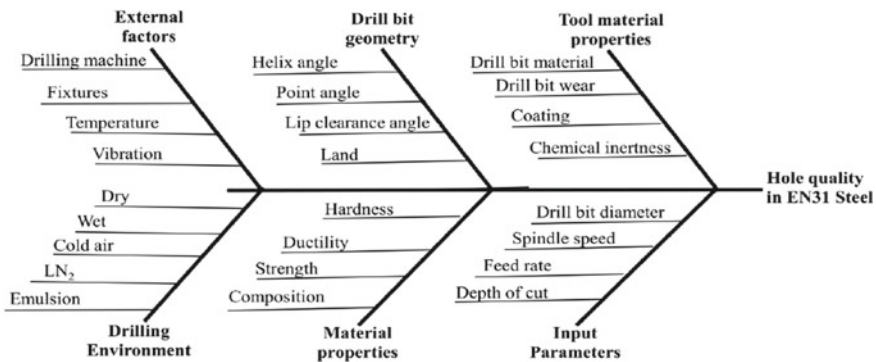 External
factors
Drilling machine
Fixtures
Temperature
Vibration
Drill bit
geometry
Helix angle
Point angle
Lip clearance angle
Land
Tool material
properties
Drill bit material
Drill bit wear
Coating
Chemical inertness
Hole quality
in EN31 Steel
Dry
Wet
Cold air
LN₂
Emulsion
Drilling
Environment
Hardness
Ductility
Strength
Composition
Material
properties
Drill bit diameter
Spindle speed
Feed rate
Depth of cut
Input
Parameters